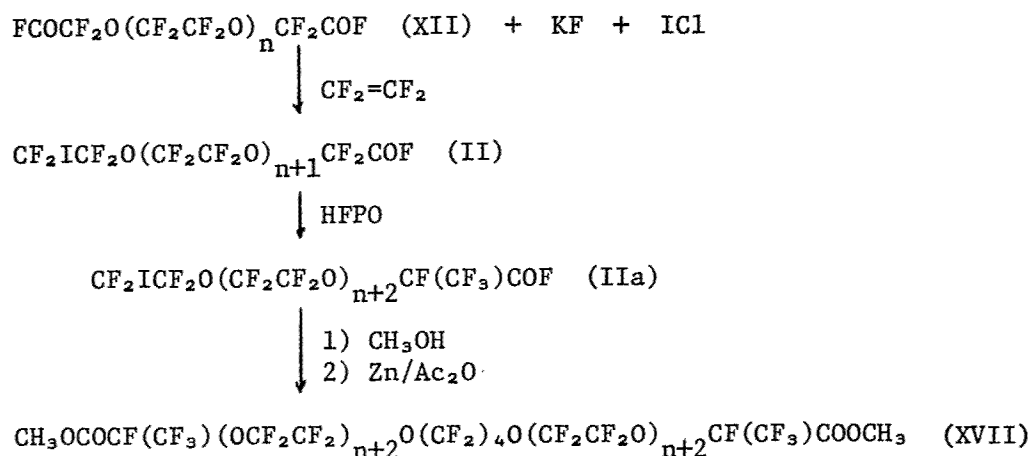 FCOCF₂O(CF₂CF₂O)ₙCF₂COF (XII) + KF + ICl
CF₂=CF₂
CF₂ICF₂O(CF₂CF₂O)ₙ₊₁CF₂COF (II)
HFPO
CF₂ICF₂O(CF₂CF₂O)ₙ₊₂CF(CF₃)COF (IIa)
1) CH₃OH
2) Zn/Ac₂O
CH₃OCOCF(CF₃)(OCF₂CF₂)ₙ₊₂O(CF₂)₄O(CF₂CF₂O)ₙ₊₂CF(CF₃)COOCH₃ (XVII)